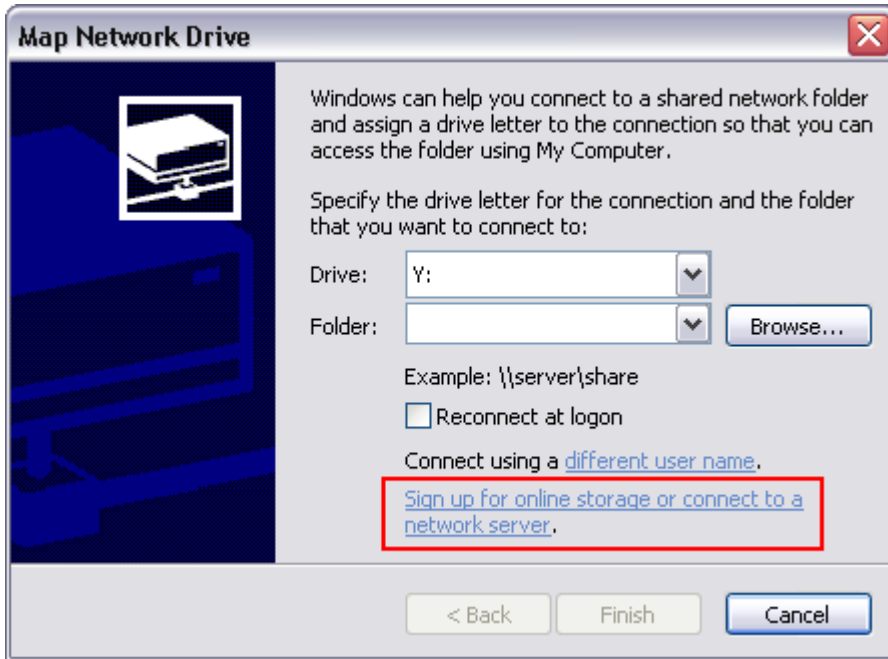 Map Network Drive
Windows can help you connect to a shared network folder
and assign a drive letter to the connection so that you can
access the folder using My Computer.
Specify the drive letter for the connection and the folder
that you want to connect to:
Drive: Y:
Folder: Browse...
Example: \\server\share
Reconnect at logon
Connect using a different user name.
Sign up for online storage or connect to a
network server.
< Back Finish Cancel